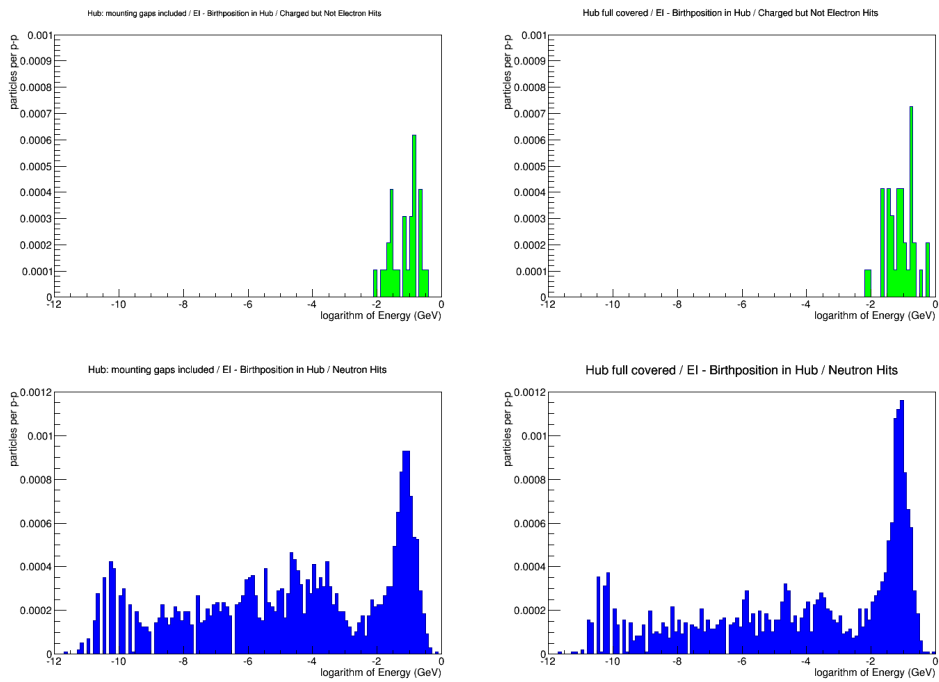 Hub: mounting gaps included / EI - Birthposition in Hub / Charged but Not Electron Hits
particles per p-p
0.001
0.0009
0.0008
0.0007
0.0006
0.0005
0.0004
0.0003
0.0002
0.0001
0
-12 -10 -8 -6 -4 -2 0
logarithm of Energy (GeV)
Hub full covered / EI - Birthposition in Hub / Charged but Not Electron Hits
particles per p-p
0.001
0.0009
0.0008
0.0007
0.0006
0.0005
0.0004
0.0003
0.0002
0.0001
0
-12 -10 -8 -6 -4 -2 0
logarithm of Energy (GeV)
Hub: mounting gaps included / EI - Birthposition in Hub / Neutron Hits
particles per p-p
0.0012
0.001
0.0008
0.0006
0.0004
0.0002
0
-12 -10 -8 -6 -4 -2 0
logarithm of Energy (GeV)
Hub full covered / EI - Birthposition in Hub / Neutron Hits
particles per p-p
0.0012
0.001
0.0008
0.0006
0.0004
0.0002
0
-12 -10 -8 -6 -4 -2 0
logarithm of Energy (GeV)